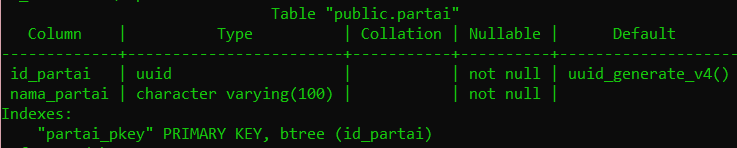 Table "public.partai"
Column | Type | Collation | Nullable | Default
-------------+------------------------+-----------+----------+--------------------
id_partai | uuid | | not null | uuid_generate_v4()
nama_partai | character varying(100) | | not null |
Indexes:
"partai_pkey" PRIMARY KEY, btree (id_partai)